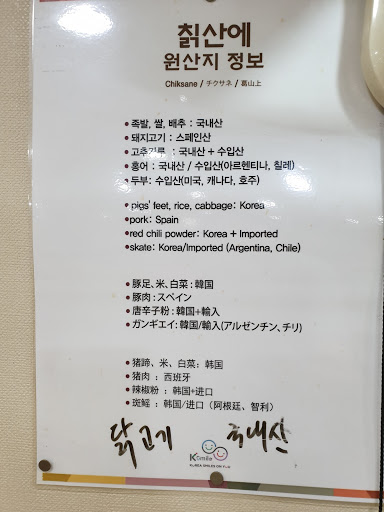 칡산에
원산지 정보
Chiksane / チクサネ / 葛山上
•족발, 쌀, 배추 : 국내산
•돼지고기 : 스페인산
•고추가루 : 국내산 + 수입산
•홍어 : 국내산 / 수입산(아르헨티나, 칠레)
•두부: 수입산(미국, 캐나다, 호주)
•pigs' feet, rice, cabbage: Korea
•pork: Spain
•red chili powder: Korea + Imported
•skate: Korea/Imported (Argentina, Chile)
•豚足、米、白菜 : 韓国
•豚肉 : スペイン
•唐辛子粉 : 韓国+輸入
•ガンギエイ: 韓国/輸入(アルゼンチン、チリ)
•猪蹄、米、白菜：韩国
•猪肉 ：西班牙
•辣椒粉 ：韩国+进口
•斑鳐 ：韩国/进口（阿根廷、智利）
닭고기 국내산
K smile
KOREA SMILES ON YOU